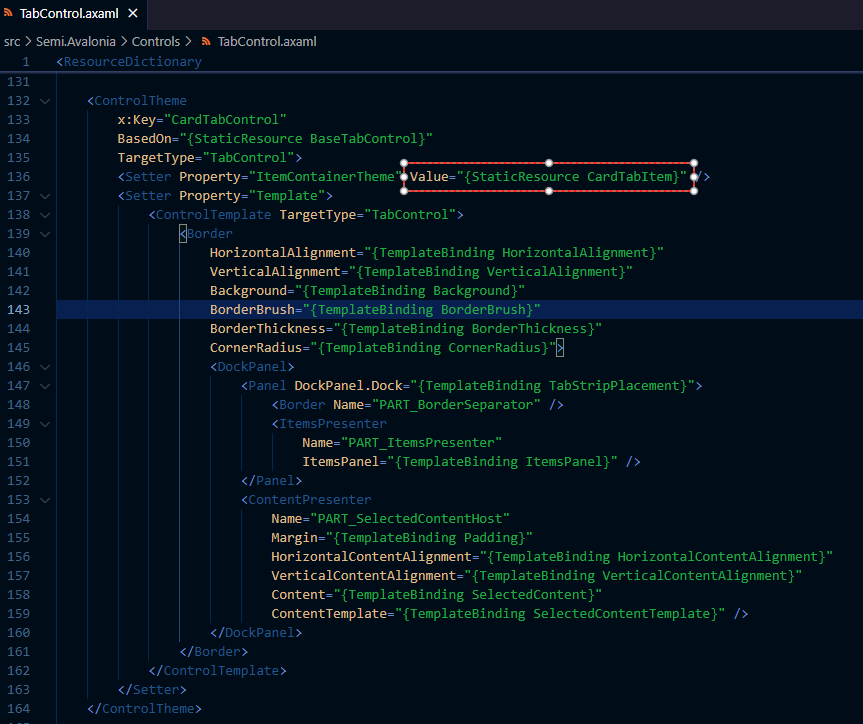 TabControl.axaml
src > Semi.Avalonia > Controls > TabControl.axaml
1 <ResourceDictionary
131
132 <ControlTheme
133 x:Key="CardTabControl"
134 BasedOn="{StaticResource BaseTabControl}"
135 TargetType="TabControl">
136 <Setter Property="ItemContainerTheme" Value="{StaticResource CardTabItem}" />
137 <Setter Property="Template">
138 <ControlTemplate TargetType="TabControl">
139 <Border
140 HorizontalAlignment="{TemplateBinding HorizontalAlignment}"
141 VerticalAlignment="{TemplateBinding VerticalAlignment}"
142 Background="{TemplateBinding Background}"
143 BorderBrush="{TemplateBinding BorderBrush}"
144 BorderThickness="{TemplateBinding BorderThickness}"
145 CornerRadius="{TemplateBinding CornerRadius}">
146 <DockPanel>
147 <Panel DockPanel.Dock="{TemplateBinding TabStripPlacement}">
148 <Border Name="PART_BorderSeparator" />
149 <ItemsPresenter
150 Name="PART_ItemsPresenter"
151 ItemsPanel="{TemplateBinding ItemsPanel}" />
152 </Panel>
153 <ContentPresenter
154 Name="PART_SelectedContentHost"
155 Margin="{TemplateBinding Padding}"
156 HorizontalContentAlignment="{TemplateBinding HorizontalContentAlignment}"
157 VerticalContentAlignment="{TemplateBinding VerticalContentAlignment}"
158 Content="{TemplateBinding SelectedContent}"
159 ContentTemplate="{TemplateBinding SelectedContentTemplate}" />
160 </DockPanel>
161 </Border>
162 </ControlTemplate>
163 </Setter>
164 </ControlTheme>